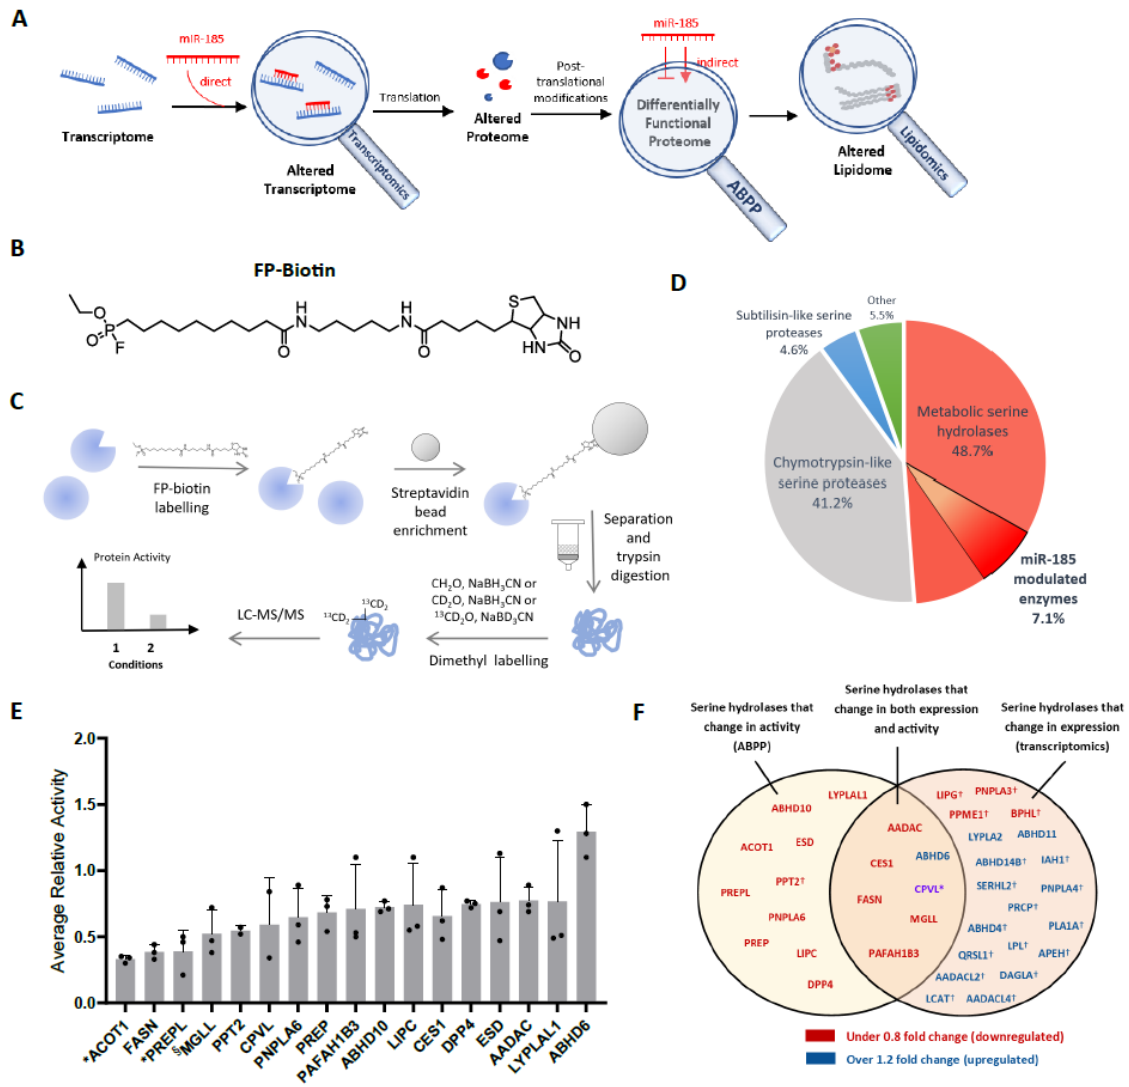 A
miR-185
direct
Transcriptome
Altered
Transcriptome
Transcriptomics
Translation
Altered
Proteome
Post-
translational
modifications
miR-185
indirect
Differentially
Functional
Proteome
ABPP
Altered
Lipidome
Lipidomics
B
FP-Biotin
O
O
P
F
O
H
N
H
N
O
S
NH
HN
O
C
FP-biotin
labelling
Streptavidin
bead
enrichment
Separation
and
trypsin
digestion
CH2O, NaBH3CN or
CD2O, NaBH3CN or
13CD2O, NaBD3CN
Dimethyl labelling
13CD2
13CD2
LC-MS/MS
Protein Activity
1 2
Conditions
D
Other
5.5%
Subtilisin-like serine
proteases
4.6%
Metabolic serine
hydrolases
48.7%
Chymotrypsin-like
serine proteases
41.2%
miR-185
modulated
enzymes
7.1%
E
Average Relative Activity
2.0
1.5
1.0
0.5
0.0
*ACOT1
FASN
*PREPL
§MGLL
PPT2
CPVL
PNPLA6
PREP
PAFAH1B3
ABHD10
LIPC
CES1
DPP4
ESD
AADAC
LYPLAL1
ABHD6
F
Serine hydrolases that
change in activity
(ABPP)
Serine hydrolases that
change in both expression
and activity
Serine hydrolases that
change in expression
(transcriptomics)
LYPLAL1
ABHD10
ACOT1
ESD
PPT2†
PREPL
PNPLA6
PREP
LIPC
DPP4
AADAC
CES1
ABHD6
CPVL*
FASN
MGLL
PAFAH1B3
LIPG†
PNPLA3†
PPME1†
BPHL†
LYPLA2
ABHD11
ABHD14B†
IAH1†
SERHL2†
PNPLA4†
PRCP†
ABHD4†
PLA1A†
QRSL1†
LPL†
APEH†
AADACL2†
DAGLA†
LCAT†
AADACL4†
Under 0.8 fold change (downregulated)
Over 1.2 fold change (upregulated)